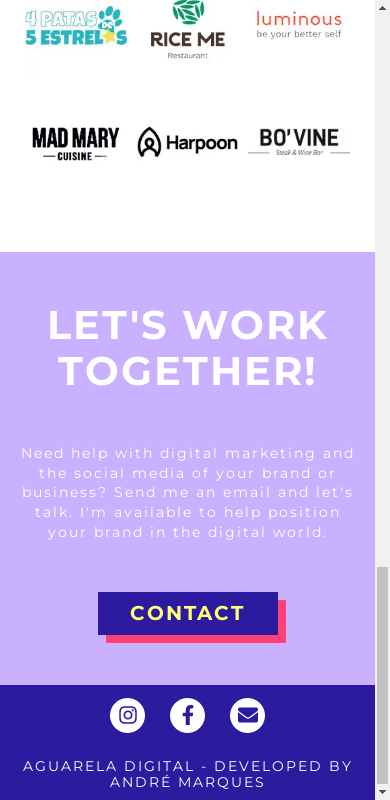 4 PATAS
5 ESTRELAS
RICE ME
Restaurant
luminous
be your better self
MAD MARY
CUISINE
Harpoon
BO'VINE
Steak & Wine Bar
LET'S WORK
TOGETHER!
Need help with digital marketing and
the social media of your brand or
business? Send me an email and let's
talk. I'm available to help position
your brand in the digital world.
CONTACT
AGUARELA DIGITAL - DEVELOPED BY
ANDRÉ MARQUES